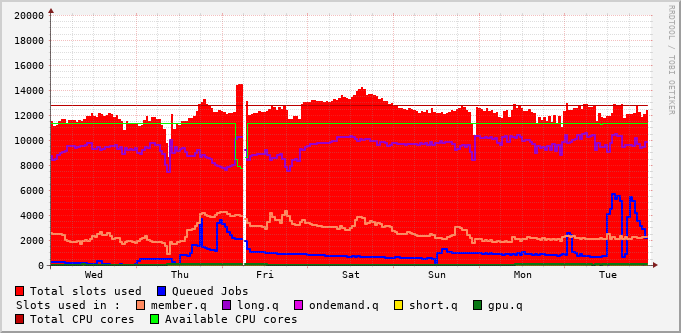 20000
18000
16000
14000
12000
10000
8000
6000
4000
2000
0
Wed Thu Fri Sat Sun Mon Tue
Total slots used Queued Jobs
Slots used in : member.q long.q ondemand.q short.q gpu.q
Total CPU cores Available CPU cores
RRDTOOL / TOBI OETIKER